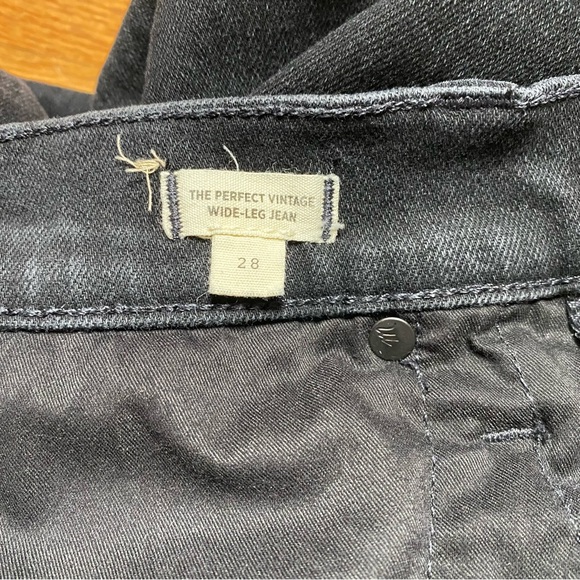 THE PERFECT VINTAGE
WIDE-LEG JEAN
28